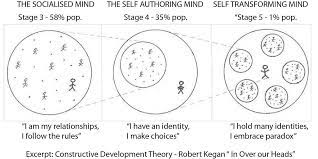 THE SOCIALISED MIND
Stage 3 - 58% pop.
THE SELF AUTHORING MIND
Stage 4 - 35% pop.
SELF TRANSFORMING MIND
"Stage 5 - 1% pop.
"I am my relationships,
I follow the rules"
"I have an identity,
I make choices"
"I hold many identities,
I embrace paradox"
Excerpt: Constructive Development Theory - Robert Kegan " In Over our Heads"